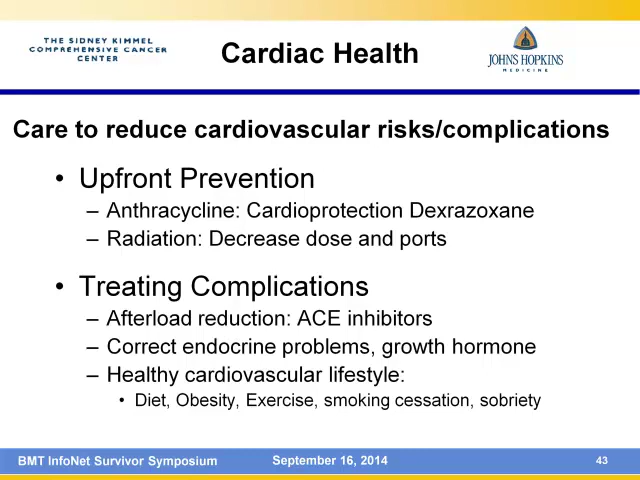 THE SIDNEY KIMMEL
COMPREHENSIVE CANCER
CENTER
Cardiac Health
JOHNS HOPKINS
MEDICINE
Care to reduce cardiovascular risks/complications
• Upfront Prevention
– Anthracycline: Cardioprotection Dexrazoxane
– Radiation: Decrease dose and ports
• Treating Complications
– Afterload reduction: ACE inhibitors
– Correct endocrine problems, growth hormone
– Healthy cardiovascular lifestyle:
• Diet, Obesity, Exercise, smoking cessation, sobriety
BMT InfoNet Survivor Symposium
September 16, 2014
43